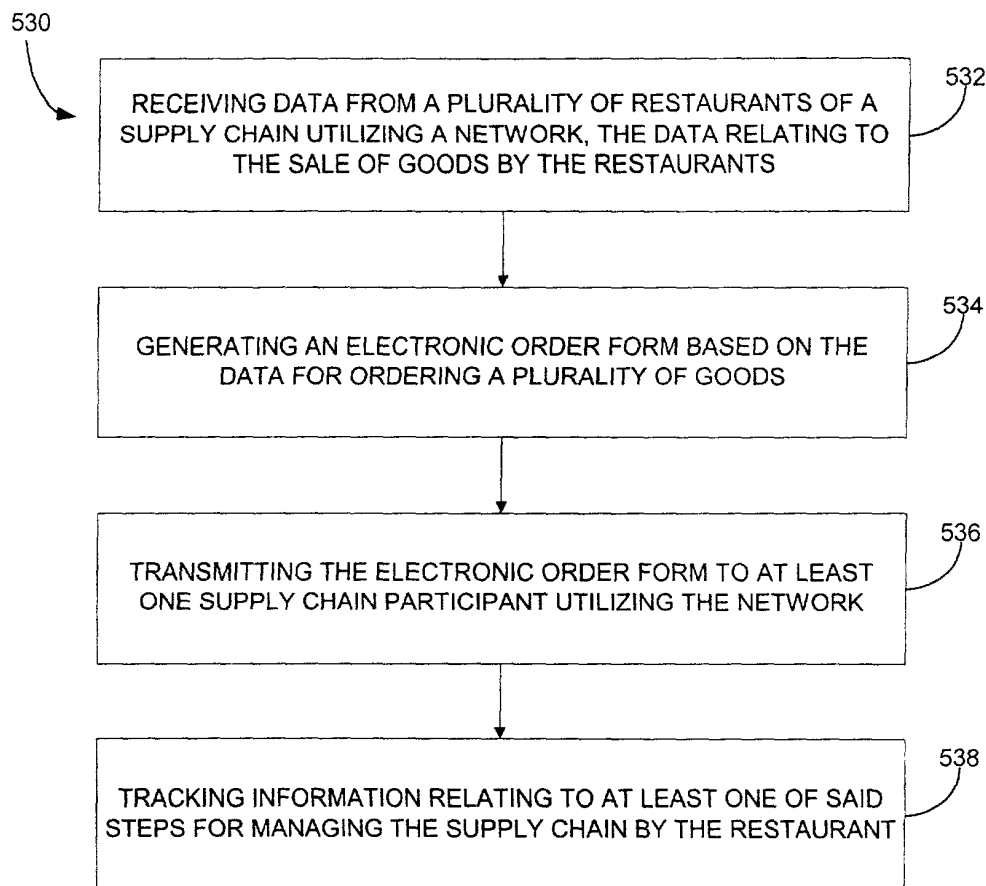 530
532
RECEIVING DATA FROM A PLURALITY OF RESTAURANTS OF A
SUPPLY CHAIN UTILIZING A NETWORK, THE DATA RELATING TO
THE SALE OF GOODS BY THE RESTAURANTS
534
GENERATING AN ELECTRONIC ORDER FORM BASED ON THE
DATA FOR ORDERING A PLURALITY OF GOODS
536
TRANSMITTING THE ELECTRONIC ORDER FORM TO AT LEAST
ONE SUPPLY CHAIN PARTICIPANT UTILIZING THE NETWORK
538
TRACKING INFORMATION RELATING TO AT LEAST ONE OF SAID
STEPS FOR MANAGING THE SUPPLY CHAIN BY THE RESTAURANT